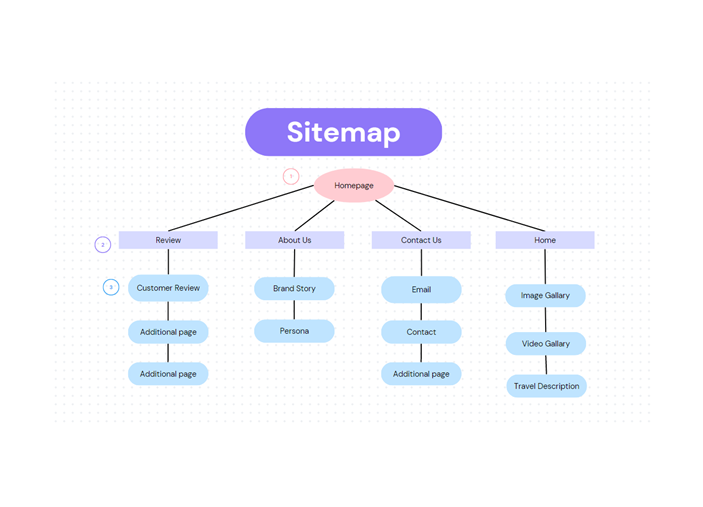 Sitemap
1
Homepage
2
Review
About Us
Contact Us
Home
3
Customer Review
Brand Story
Email
Image Gallary
Additional page
Persona
Contact
Video Gallary
Additional page
Additional page
Travel Description